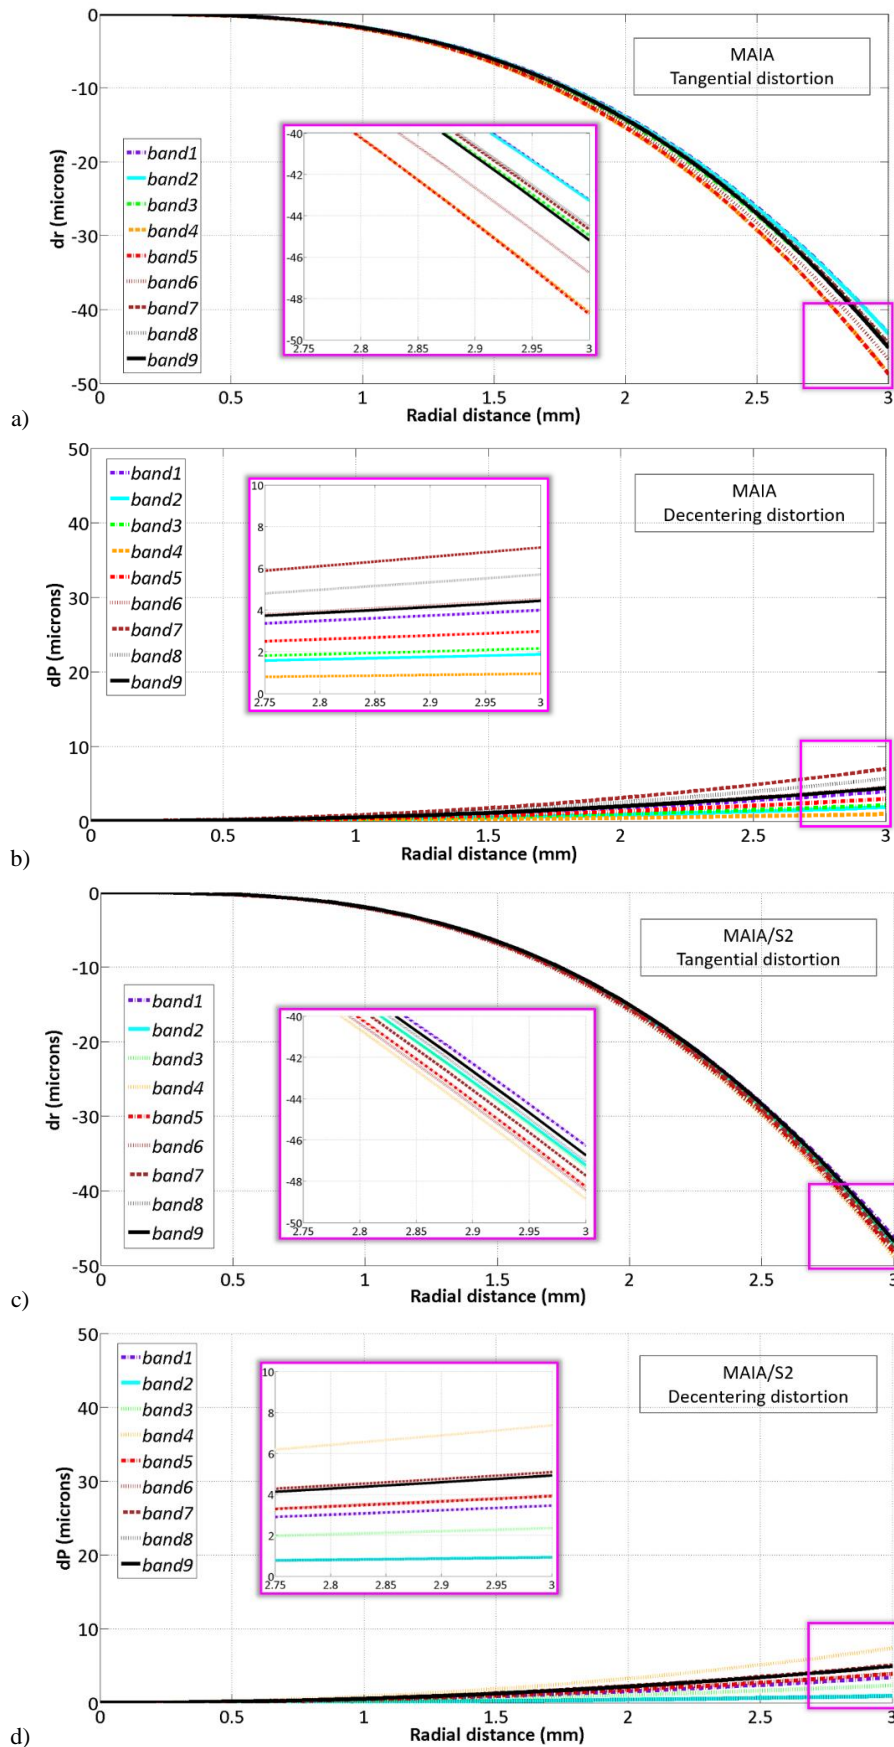 0
-10
-20
-30
-40
-50
dr (microns)
MAIA
Tangential distortion
band1
band2
band3
band4
band5
band6
band7
band8
band9
-40
-42
-44
-46
-48
-50
2.75 2.8 2.85 2.9 2.95 3
0 0.5 1 1.5 2 2.5 3
Radial distance (mm)
a)
50
40
30
20
10
0
dP (microns)
MAIA
Decentering distortion
band1
band2
band3
band4
band5
band6
band7
band8
band9
10
8
6
4
2
0
2.75 2.8 2.85 2.9 2.95 3
0 0.5 1 1.5 2 2.5 3
Radial distance (mm)
b)
0
-10
-20
-30
-40
-50
dr (microns)
MAIA/S2
Tangential distortion
band1
band2
band3
band4
band5
band6
band7
band8
band9
-40
-42
-44
-46
-48
-50
2.75 2.8 2.85 2.9 2.95 3
0 0.5 1 1.5 2 2.5 3
Radial distance (mm)
c)
50
40
30
20
10
0
dP (microns)
MAIA/S2
Decentering distortion
band1
band2
band3
band4
band5
band6
band7
band8
band9
10
8
6
4
2
0
2.75 2.8 2.85 2.9 2.95 3
0 0.5 1 1.5 2 2.5 3
Radial distance (mm)
d)